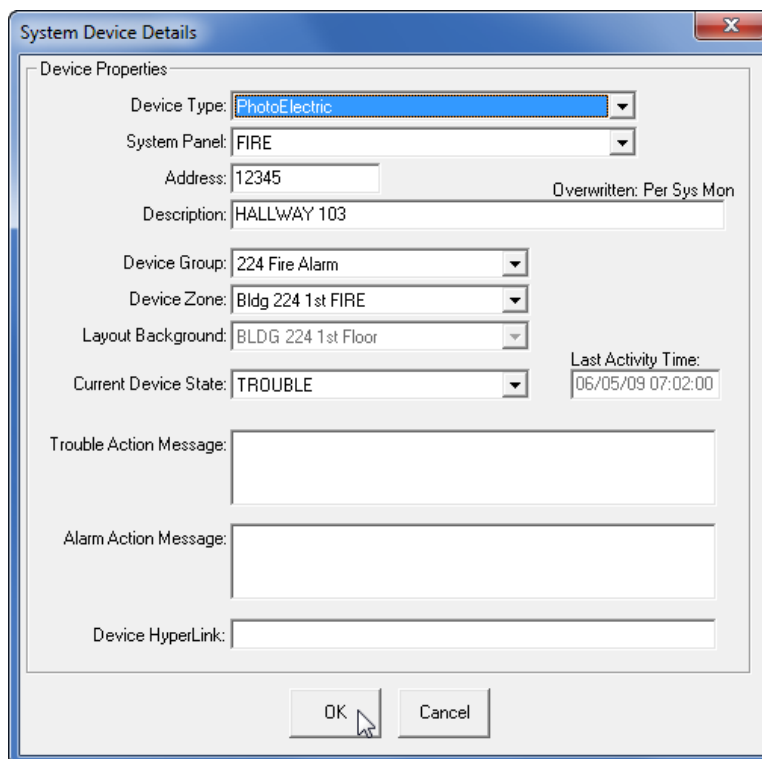 System Device Details
Device Properties
Device Type: PhotoElectric
System Panel: FIRE
Address: 12345
Overwritten: Per Sys Mon
Description: HALLWAY 103
Device Group: 224 Fire Alarm
Device Zone: Bldg 224 1st FIRE
Layout Background: BLDG 224 1st Floor
Last Activity Time:
Current Device State: TROUBLE 06/05/09 07:02:00
Trouble Action Message:
Alarm Action Message:
Device HyperLink:
OK Cancel